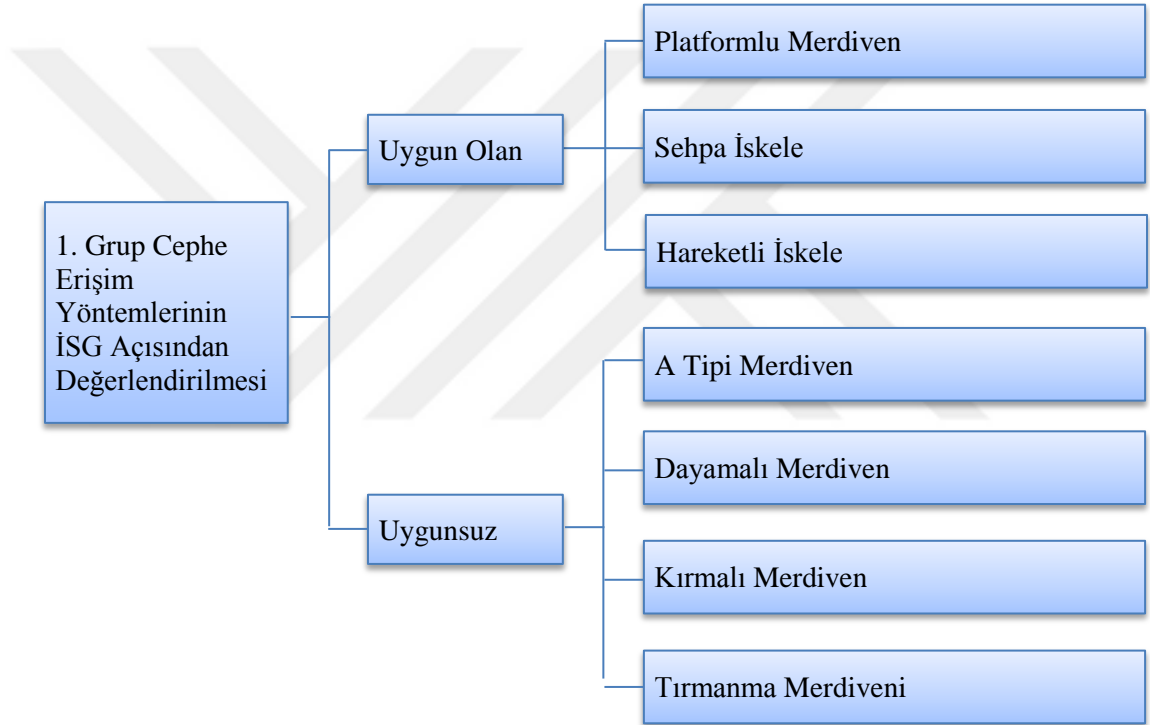 1. Grup Cephe
Erişim
Yöntemlerinin
İSG Açısından
Değerlendirilmesi
Uygun Olan
Platformlu Merdiven
Sehpa İskele
Hareketli İskele
Uygunsuz
A Tipi Merdiven
Dayamalı Merdiven
Kırmalı Merdiven
Tırmanma Merdiveni